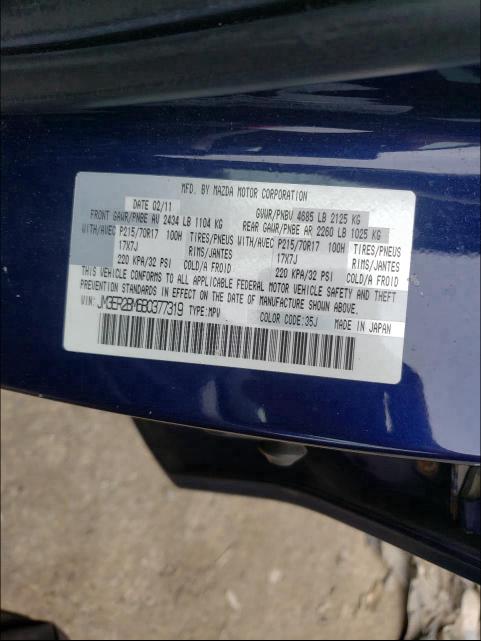 MFD. BY MAZDA MOTOR CORPORATION
DATE 02/11 GVWR/PNBV 4685 LB 2125 KG
FRONT GAWR/PNBE AV 2434 LB 1104 KG REAR GAWR/PNBE AR 2260 LB 1025 KG
WITH/AVEC P215/70R17 100H TIRES/PNEUS WITH/AVEC P215/70R17 100H TIRES/PNEUS
17X7J RIMS/JANTES 17X7J RIMS/JANTES
220 KPA/32 PSI COLD/A FROID 220 KPA/32 PSI COLD/A FROID
THIS VEHICLE CONFORMS TO ALL APPLICABLE FEDERAL MOTOR VEHICLE SAFETY AND THEFT
PREVENTION STANDARDS IN EFFECT ON THE DATE OF MANUFACTURE SHOWN ABOVE.
VIN: JM3ER2BM6B0377319 TYPE:MPV COLOR CODE:35J MADE IN JAPAN